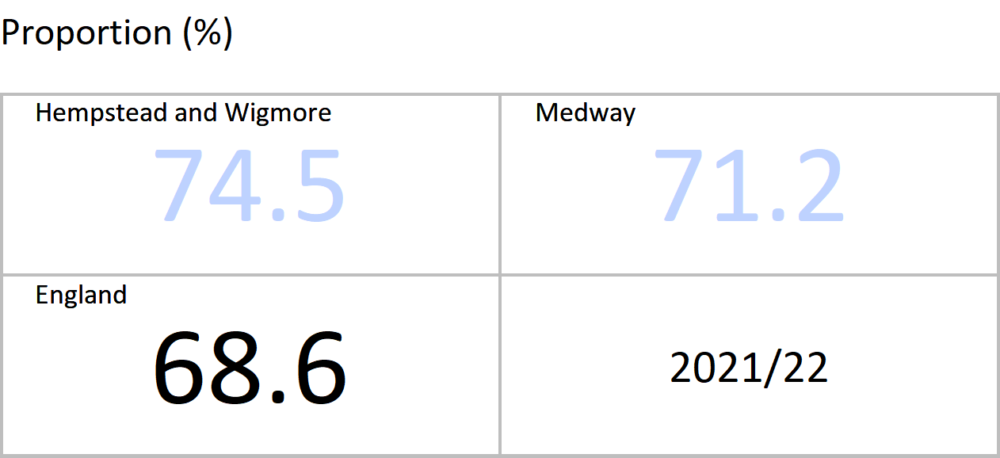 Proportion (%)
Hempstead and Wigmore
74.5
Medway
71.2
England
68.6
2021/22